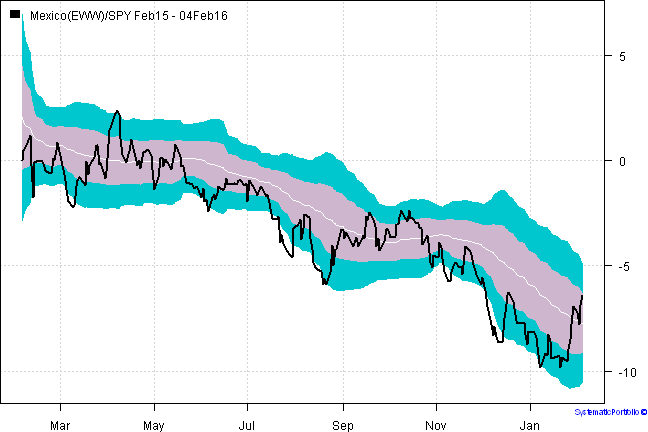 Mexico(EWW)/SPY Feb15 - 04Feb16
5
0
-5
-10
Mar May Jul Sep Nov Jan
SystematicPortfolio ©